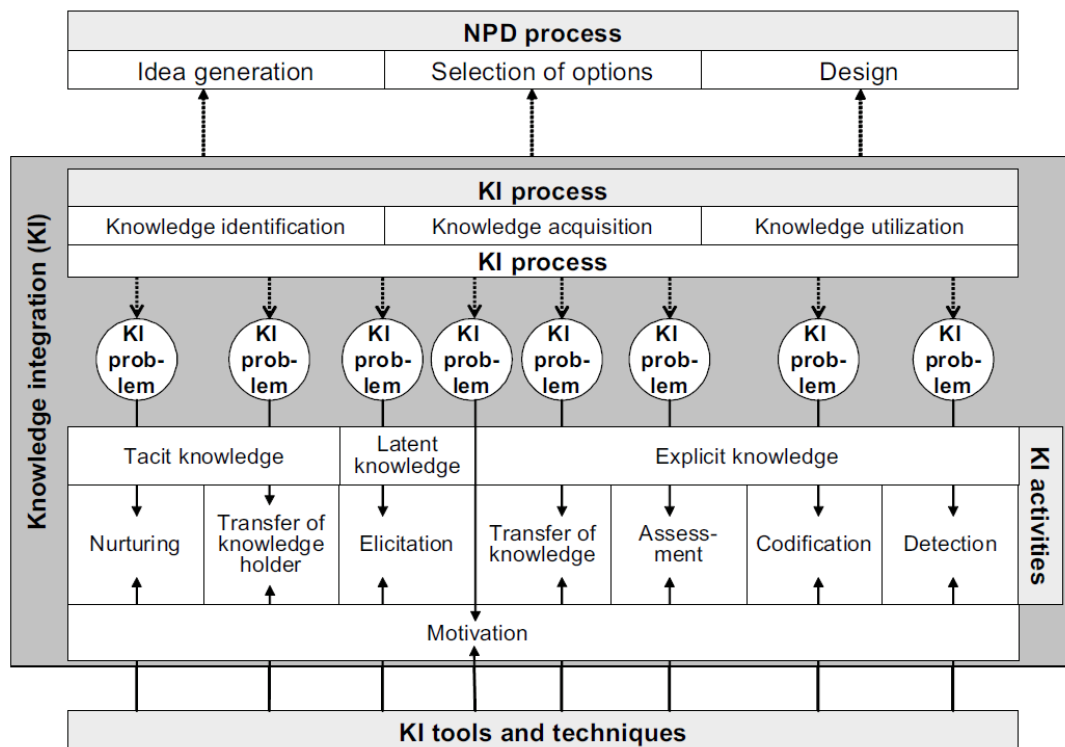 NPD process
Idea generation
Selection of options
Design
Knowledge integration (KI)
KI process
Knowledge identification
Knowledge acquisition
Knowledge utilization
KI process
KI
prob-
lem
KI
prob-
lem
KI
prob-
lem
KI
prob-
lem
KI
prob-
lem
KI
prob-
lem
KI
prob-
lem
KI
prob-
lem
Tacit knowledge
Latent
knowledge
Explicit knowledge
KI activities
Nurturing
Transfer of
knowledge
holder
Elicitation
Transfer of
knowledge
Assess-
ment
Codification
Detection
Motivation
KI tools and techniques